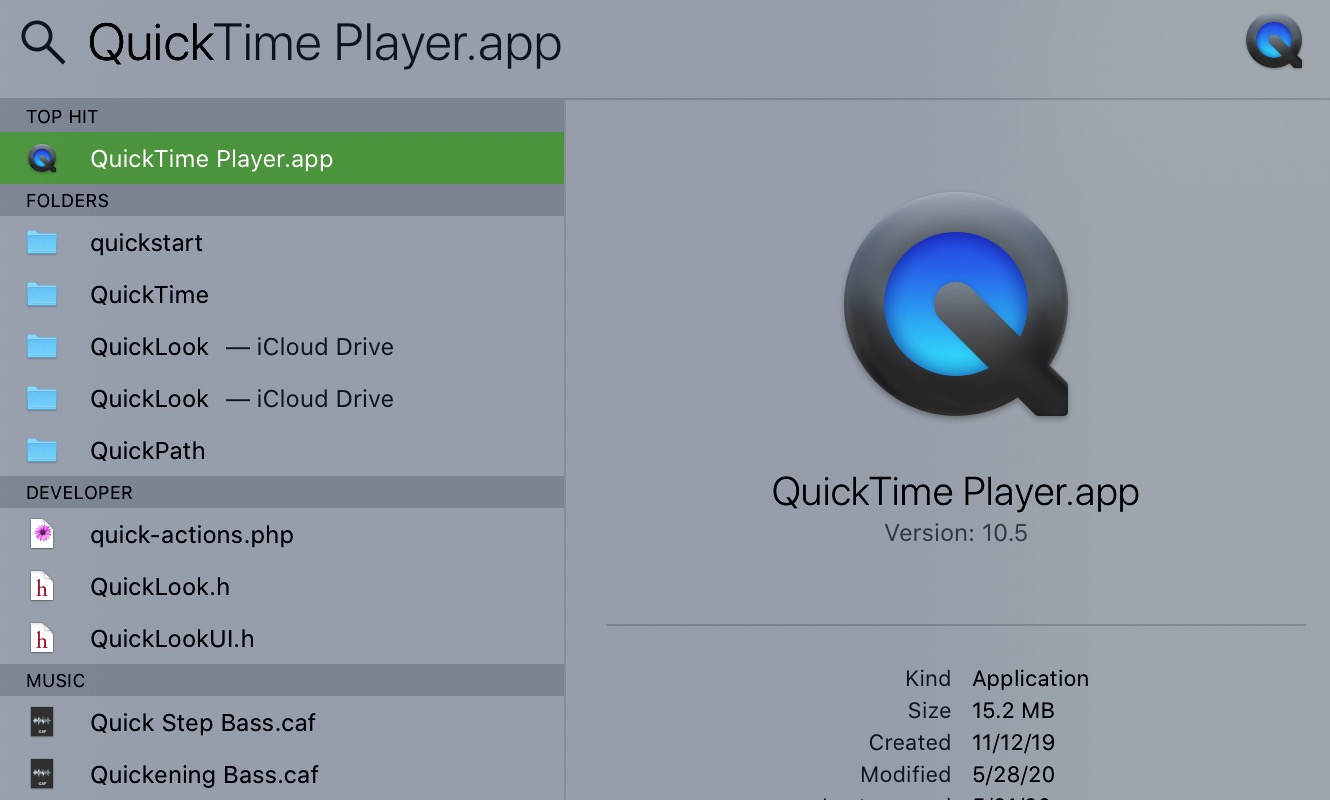 QuickTime Player.app
TOP HIT
QuickTime Player.app
FOLDERS
quickstart
QuickTime
QuickLook — iCloud Drive
QuickLook — iCloud Drive
QuickPath
DEVELOPER
quick-actions.php
QuickLook.h
QuickLookUI.h
MUSIC
Quick Step Bass.caf
Quickening Bass.caf
QuickTime Player.app
Version: 10.5
Kind Application
Size 15.2 MB
Created 11/12/19
Modified 5/28/20